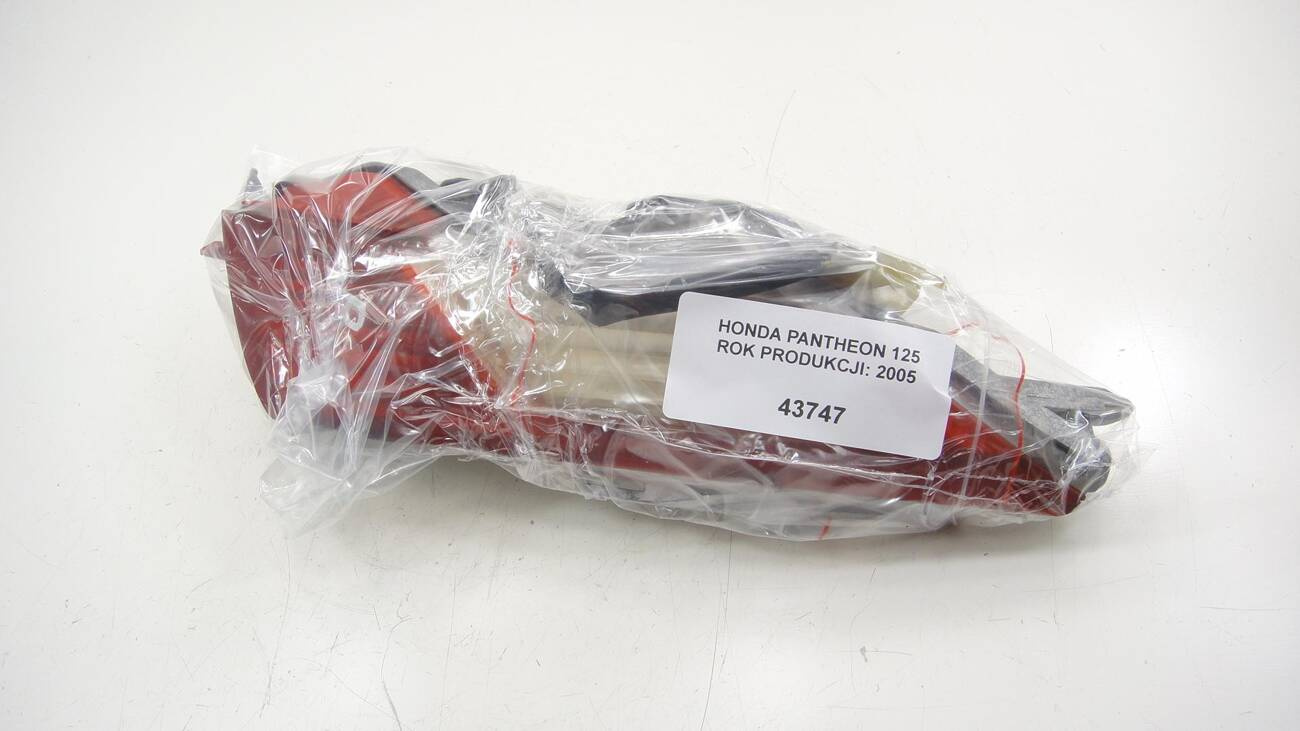 HONDA PANTHEON 125
ROK PRODUKCJI: 2005
43747